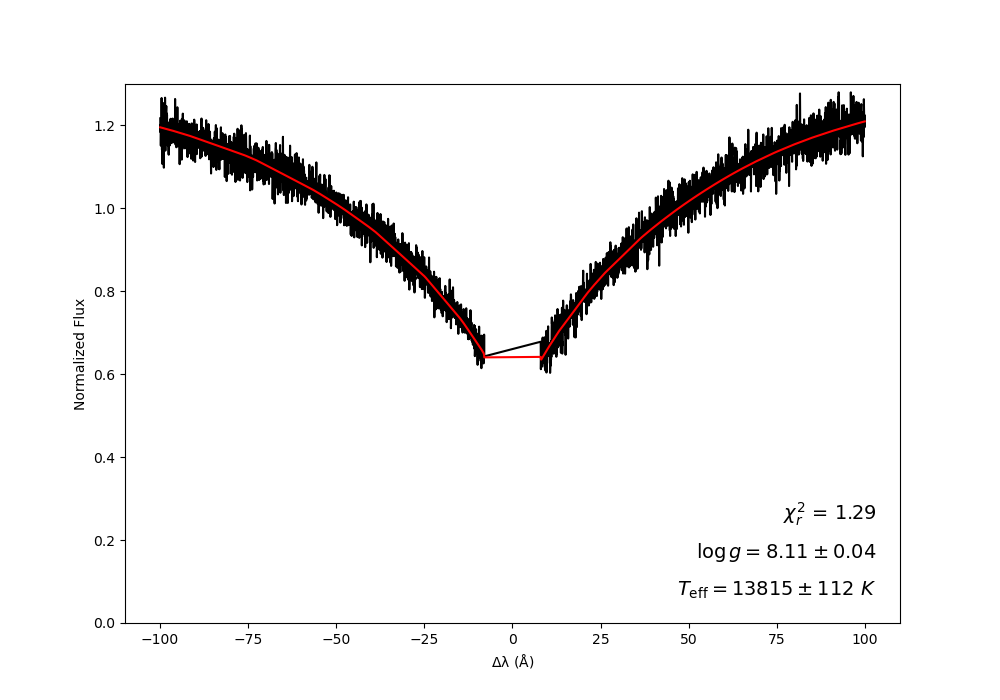 1.2
1.0
0.8
0.6
0.4
0.2
0.0
Normalized Flux
χ²ᵣ = 1.29
log g = 8.11 ± 0.04
T_eff = 13815 ± 112 K
−100 −75 −50 −25 0 25 50 75 100
Δλ (Å)